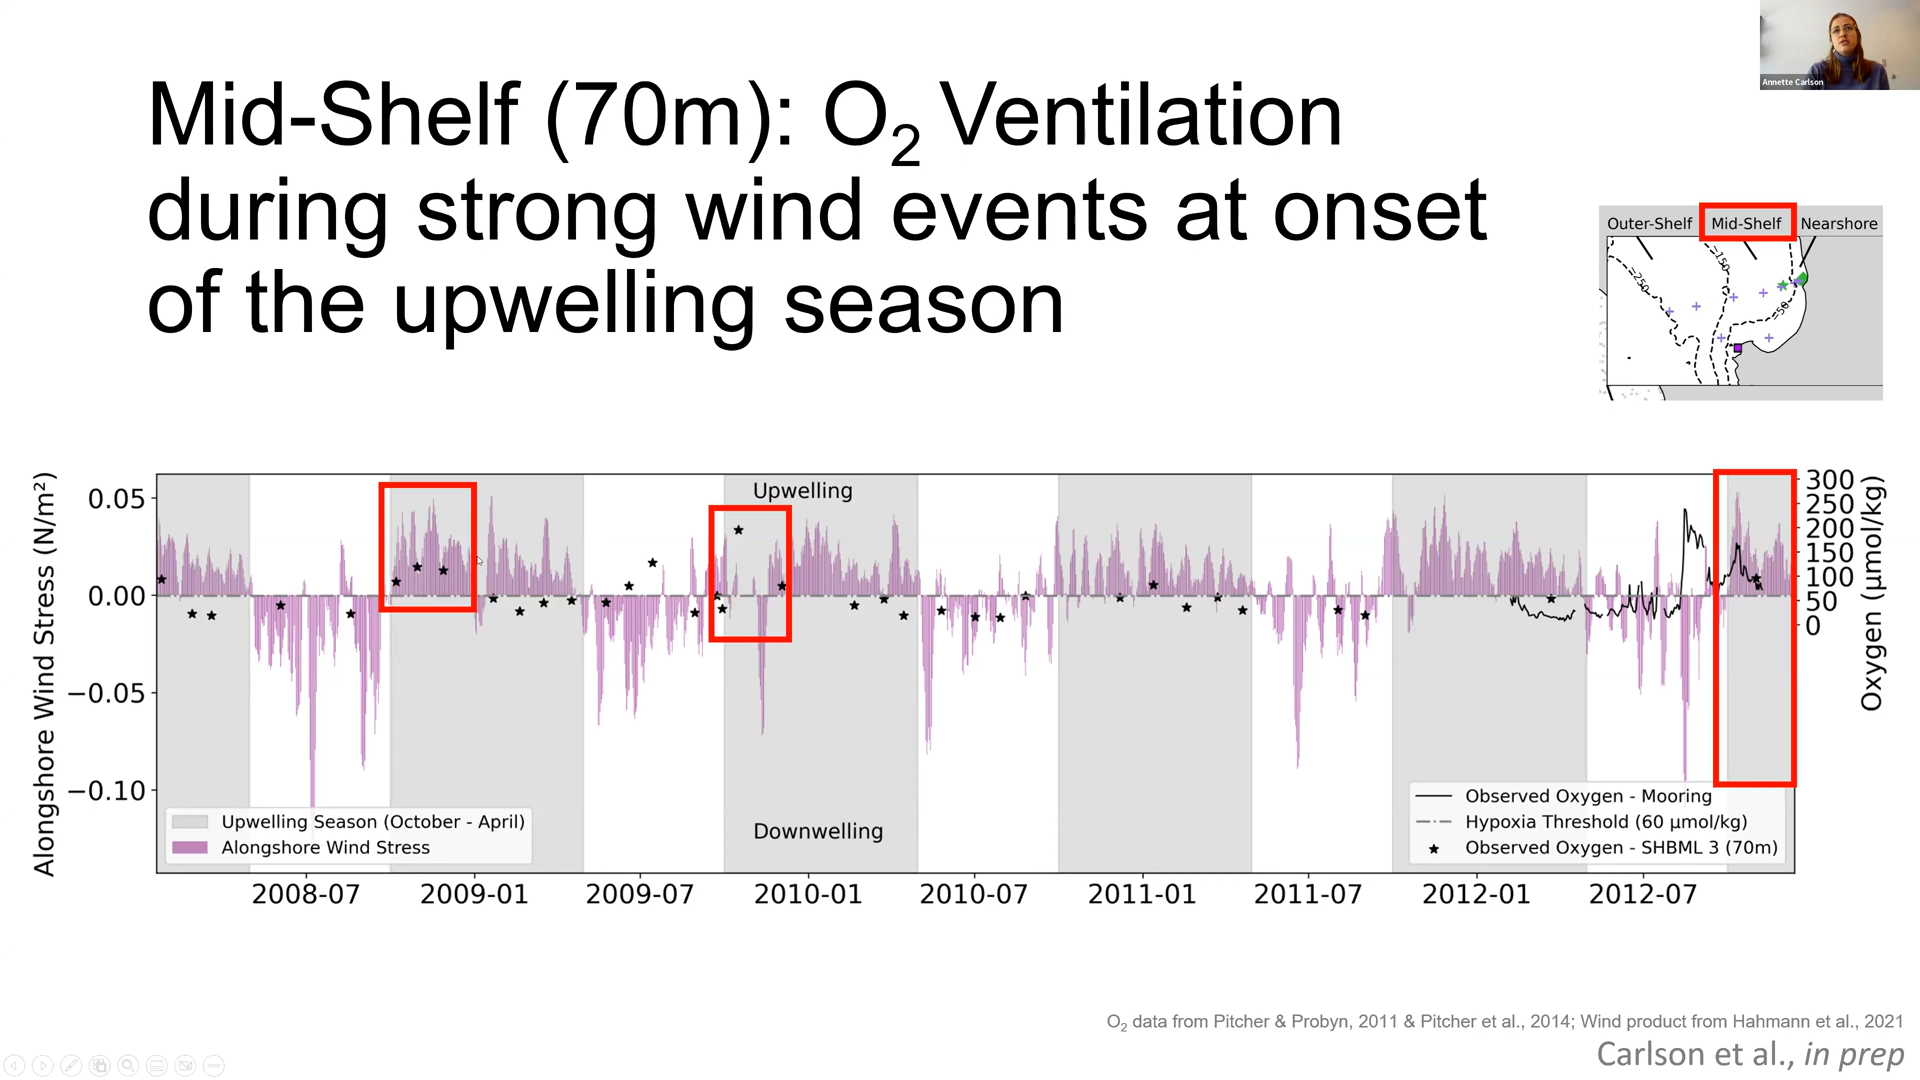 Annette Carlson
Mid-Shelf (70m): O₂ Ventilation
during strong wind events at onset
of the upwelling season
Outer-Shelf Mid-Shelf Nearshore
-250
-150
-50
Alongshore Wind Stress (N/m²)
0.05
0.00
−0.05
−0.10
Upwelling
Downwelling
300
250
200
150
100
50
0
Oxygen (μmol/kg)
Upwelling Season (October - April)
Alongshore Wind Stress
Observed Oxygen - Mooring
Hypoxia Threshold (60 μmol/kg)
Observed Oxygen - SHBML 3 (70m)
2008-07 2009-01 2009-07 2010-01 2010-07 2011-01 2011-07 2012-01 2012-07
O₂ data from Pitcher & Probyn, 2011 & Pitcher et al., 2014; Wind product from Hahmann et al., 2021
Carlson et al., in prep